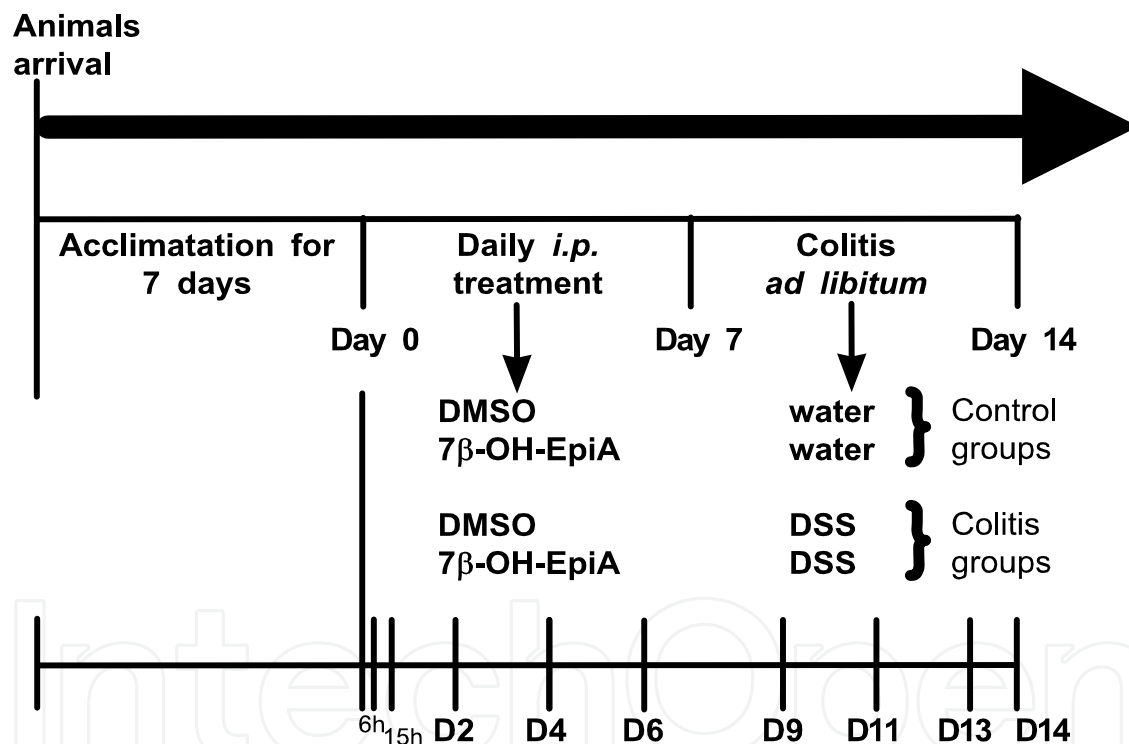 Animals
arrival
Acclimatation for
7 days
Daily i.p.
treatment
Colitis
ad libitum
Day 0
Day 7
Day 14
DMSO
7β-OH-EpiA
water
water
Control
groups
DMSO
7β-OH-EpiA
DSS
DSS
Colitis
groups
6h 15h D2 D4 D6 D9 D11 D13 D14
IntechOpen